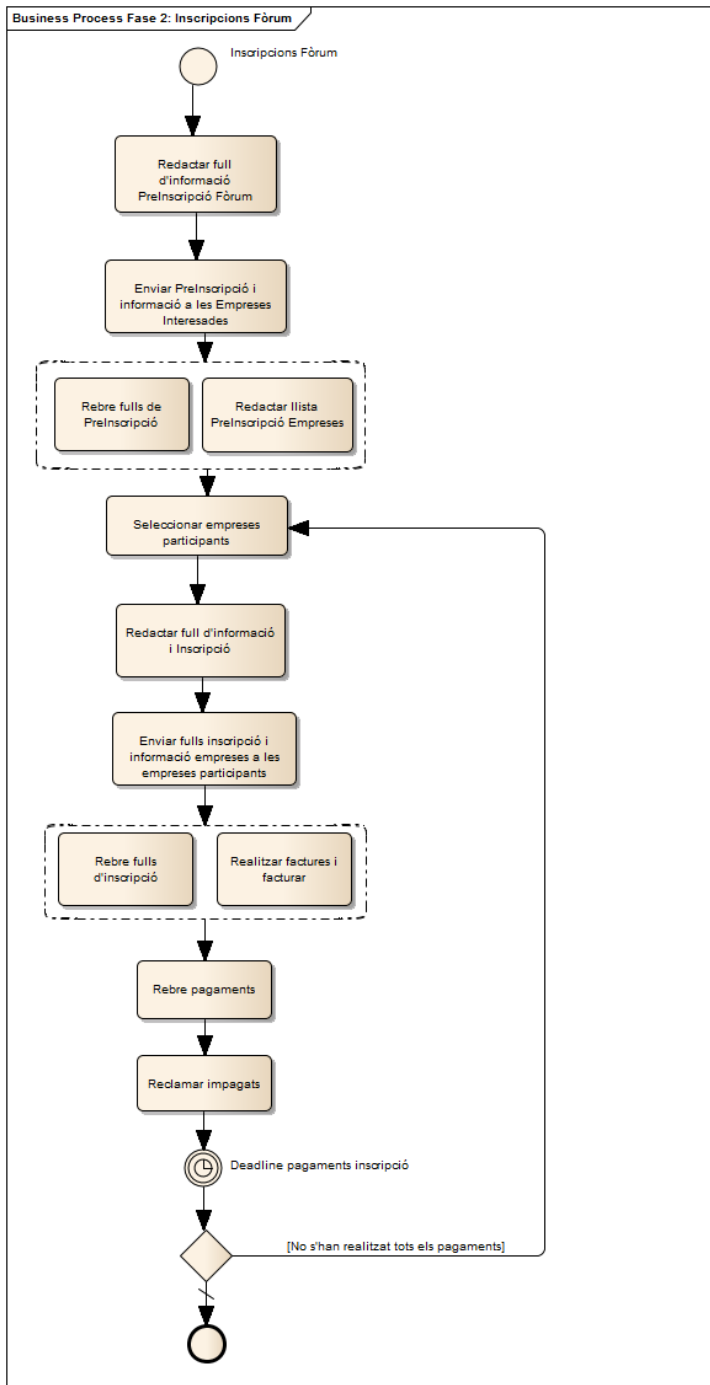 Business Process Fase 2: Inscripcions Fòrum
Inscripcions Fòrum
Redactar full
d'informació
PreInscripció Fòrum
Enviar PreInscripció i
informació a les Empreses
Interesades
Rebre fulls de
PreInscripció
Redactar llista
PreInscripció Empreses
Seleccionar empreses
participants
Redactar full d'informació
i Inscripció
Enviar fulls inscripció i
informació empreses a les
empreses participants
Rebre fulls
d'inscripció
Realitzar factures i
facturar
Rebre pagaments
Reclamar impagats
Deadline pagaments inscripció
[No s'han realitzat tots els pagaments]